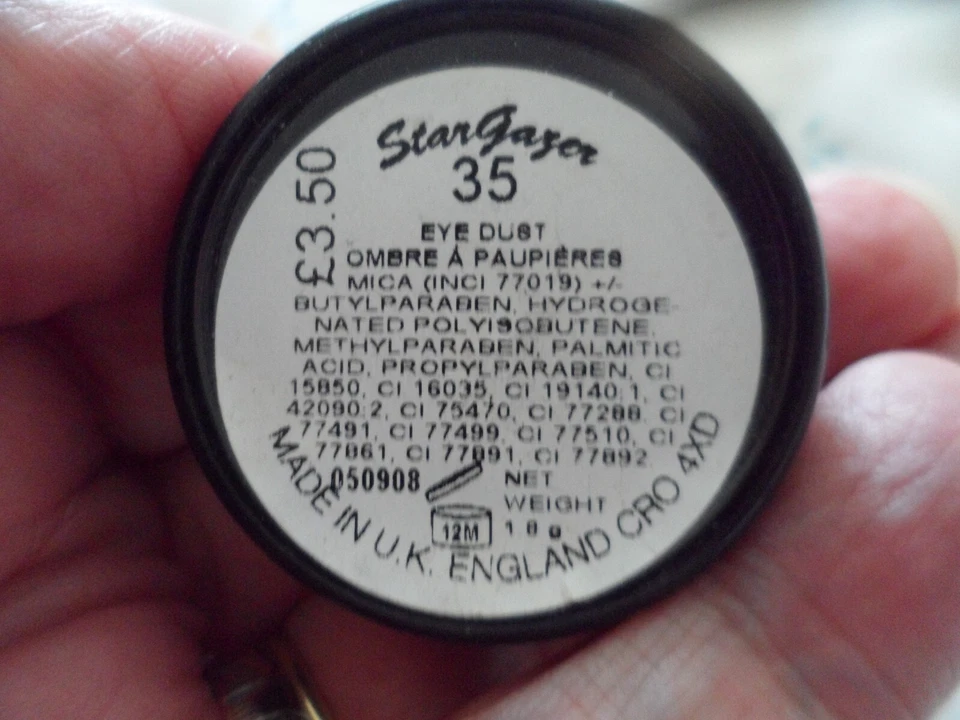 StarGazer
35
£3.50
EYE DUST
OMBRE À PAUPIÈRES
MICA (INCI 77019) +/-
BUTYLPARABEN, HYDROGE-
NATED POLYISOBUTENE,
METHYLPARABEN, PALMITIC
ACID, PROPYLPARABEN, CI
15850, CI 16035, CI 19140:1, CI
42090:2, CI 75470, CI 77288, CI
77491, CI 77499, CI 77510, CI
77861, CI 77891, CI 77892
050908
NET
WEIGHT
12M
MADE IN U.K. ENGLAND CRO 4XD